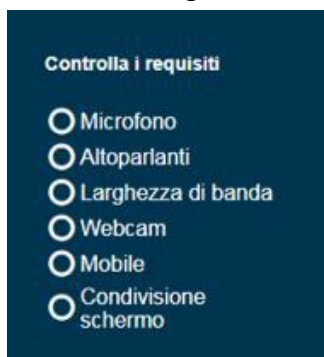 Controlla i requisiti
Microfono
Altoparlanti
Larghezza di banda
Webcam
Mobile
Condivisione
schermo